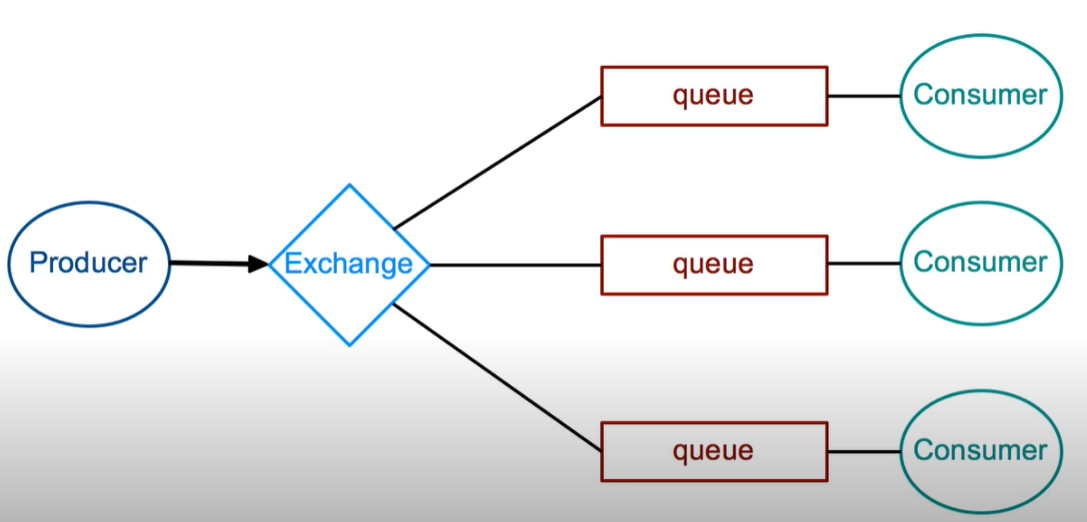 queue
Consumer
Producer
Exchange
queue
Consumer
queue
Consumer